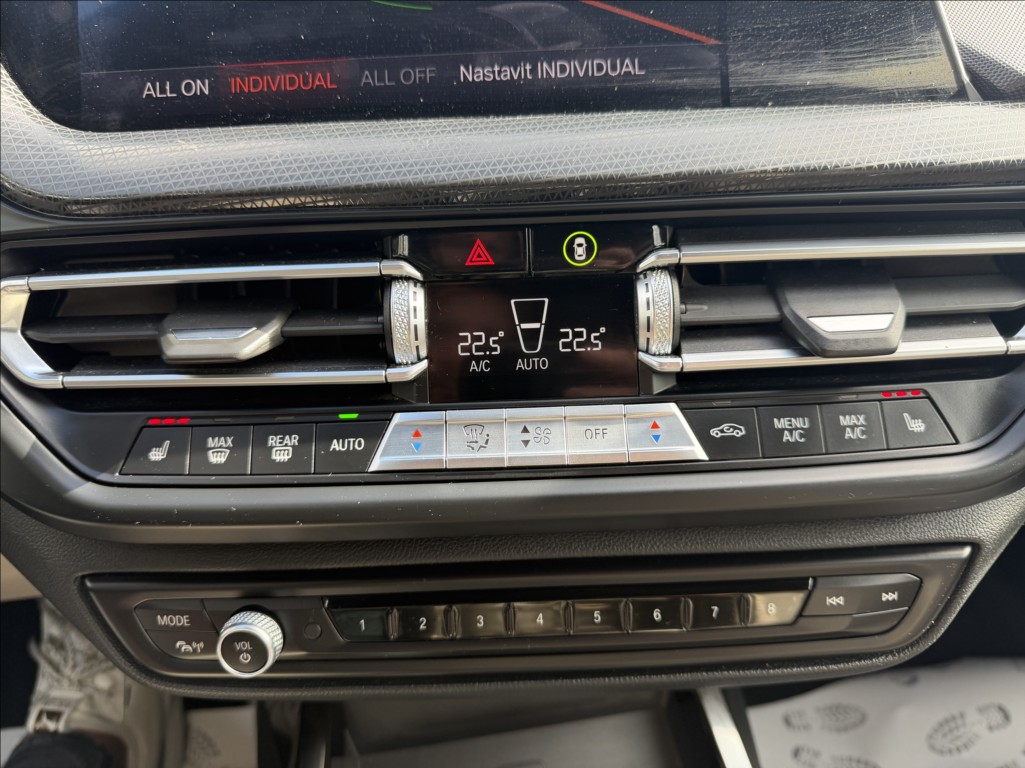 ALL ON INDIVIDUAL ALL OFF Nastavit INDIVIDUAL
22.5° 22.5°
A/C AUTO
MAX REAR AUTO OFF MENU A/C MAX A/C
MODE 1 2 3 4 5 6 7 8
VOL